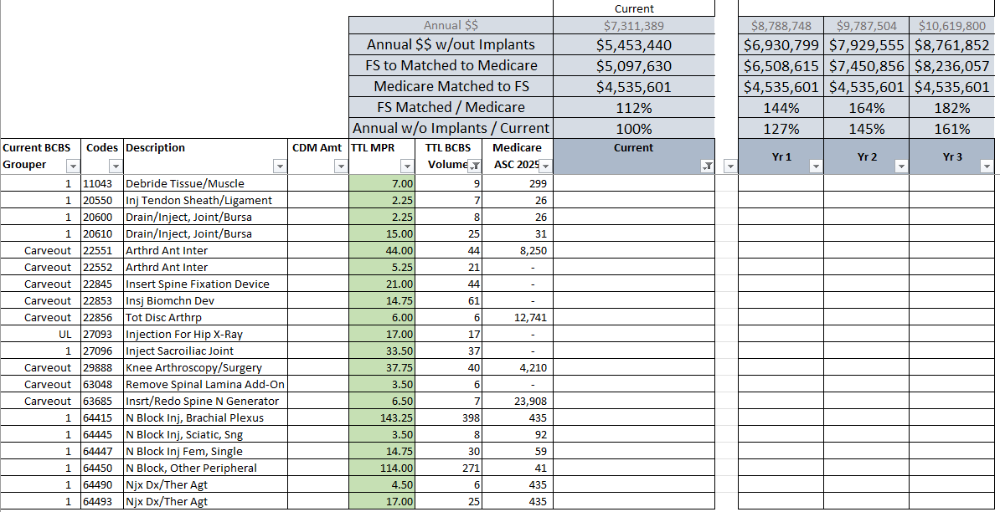 Current
Annual $$ $7,311,389 $8,788,748 $9,787,504 $10,619,800
Annual $$ w/out Implants $5,453,440 $6,930,799 $7,929,555 $8,761,852
FS to Matched to Medicare $5,097,630 $6,508,615 $7,450,856 $8,236,057
Medicare Matched to FS $4,535,601 $4,535,601 $4,535,601 $4,535,601
FS Matched / Medicare 112% 144% 164% 182%
Annual w/o Implants / Current 100% 127% 145% 161%
Current BCBS Codes Description CDM Amt TTL MPR TTL BCBS Medicare Current
Grouper Volume ASC 2025 Yr 1 Yr 2 Yr 3
1 11043 Debride Tissue/Muscle 7.00 9 299
1 20550 Inj Tendon Sheath/Ligament 2.25 7 26
1 20600 Drain/Inject, Joint/Bursa 2.25 8 26
1 20610 Drain/Inject, Joint/Bursa 15.00 25 31
Carveout 22551 Arthrd Ant Inter 44.00 44 8,250
Carveout 22552 Arthrd Ant Inter 5.25 21 -
Carveout 22845 Insert Spine Fixation Device 21.00 44 -
Carveout 22853 Insj Biomchn Dev 14.75 61 -
Carveout 22856 Tot Disc Arthrp 6.00 6 12,741
UL 27093 Injection For Hip X-Ray 17.00 17 -
1 27096 Inject Sacroiliac Joint 33.50 37 -
Carveout 29888 Knee Arthroscopy/Surgery 37.75 40 4,210
Carveout 63048 Remove Spinal Lamina Add-On 3.50 6 -
Carveout 63685 Insrt/Redo Spine N Generator 6.50 7 23,908
1 64415 N Block Inj, Brachial Plexus 143.25 398 435
1 64445 N Block Inj, Sciatic, Sng 3.50 8 92
1 64447 N Block Inj Fem, Single 14.75 30 59
1 64450 N Block, Other Peripheral 114.00 271 41
1 64490 Njx Dx/Ther Agt 4.50 6 435
1 64493 Njx Dx/Ther Agt 17.00 25 435